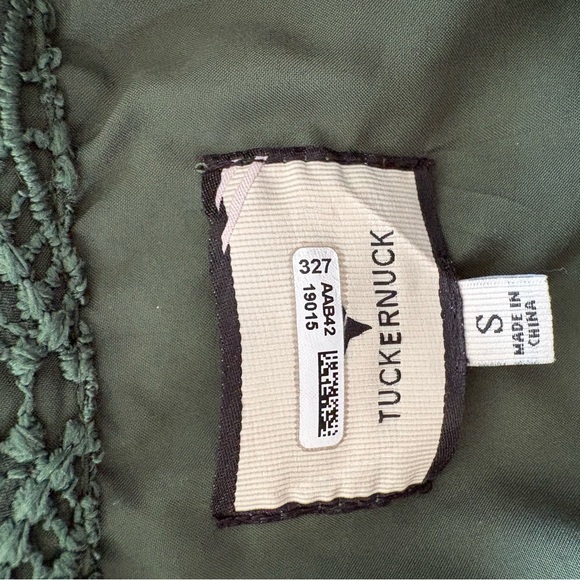 327
AAB42
19015
TUCKERNUCK
S
MADE IN
CHINA